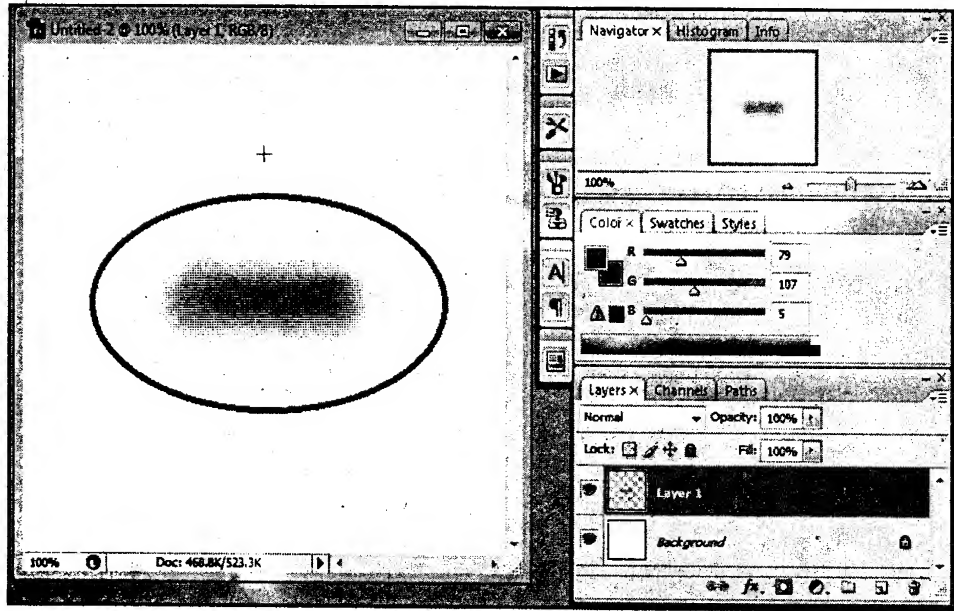 Untitled-2 @ 100% (Layer 1, RGB/8)
100% Doc: 468.8K/523.3K
A
¶
Navigator × Histogram Info
100%
Color × Swatches Styles
R 79
G 107
B 5
Layers × Channels Paths
Normal Opacity: 100%
Lock: Fill: 100%
Layer 1
Background
fx.